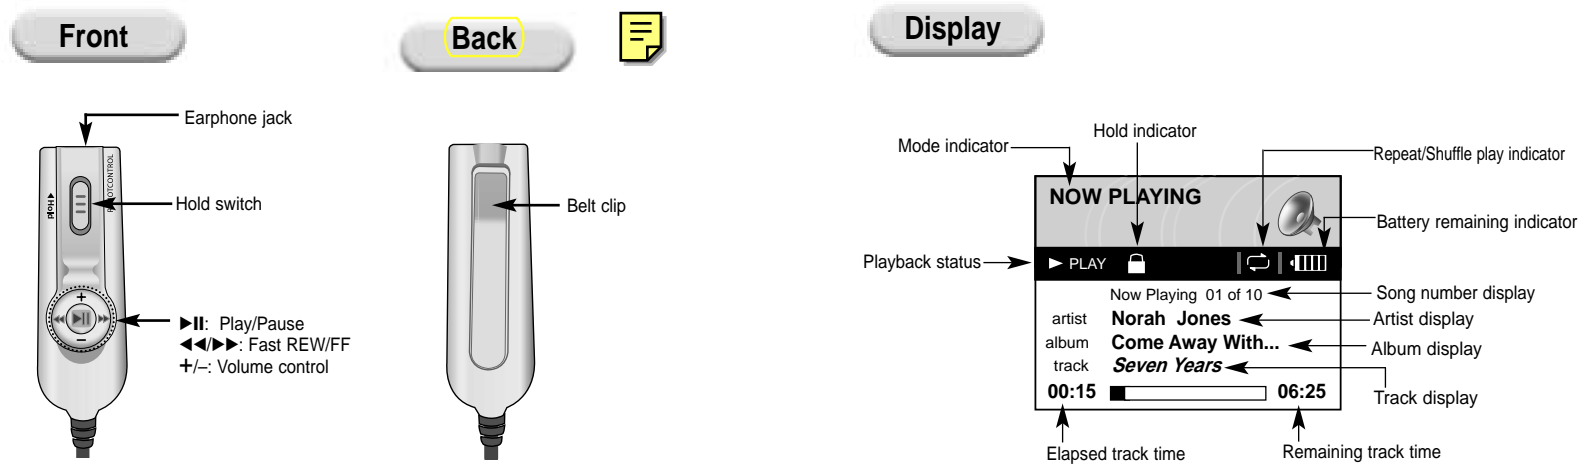 Front
Back
Display
Earphone jack
Hold switch
◀Hold
▶II: Play/Pause
◀◀/▶▶: Fast REW/FF
+/–: Volume control
Belt clip
Mode indicator
Hold indicator
Repeat/Shuffle play indicator
Battery remaining indicator
Playback status
NOW PLAYING
PLAY
Now Playing 01 of 10
artist Norah Jones
album Come Away With...
track Seven Years
00:15 06:25
Song number display
Artist display
Album display
Track display
Elapsed track time
Remaining track time